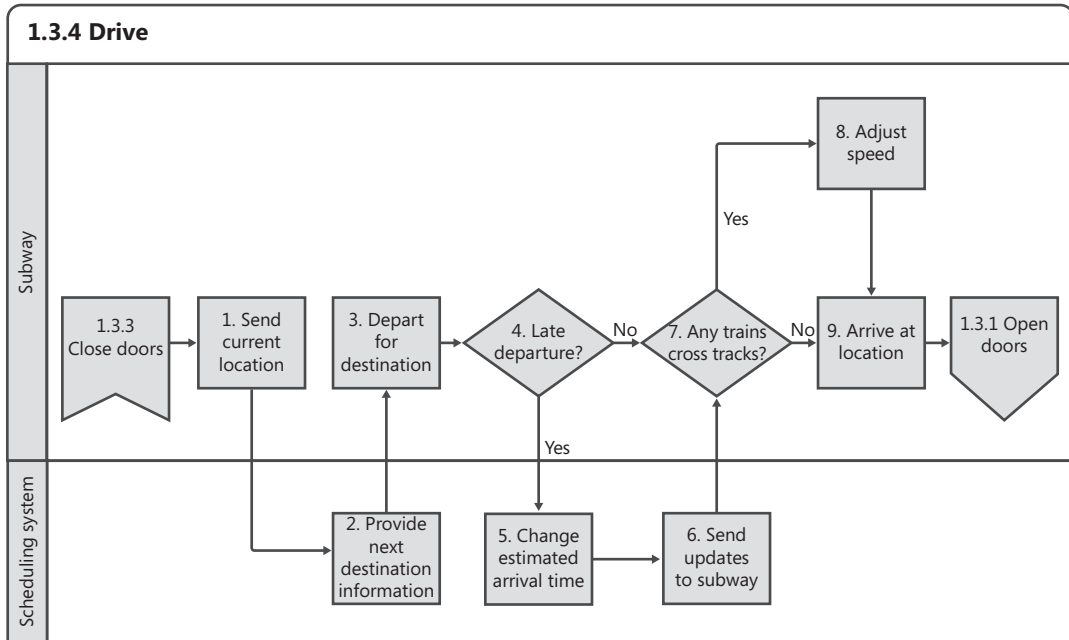 1.3.4 Drive
Subway
1.3.3
Close doors
1. Send
current
location
3. Depart
for
destination
4. Late
departure?
No
Yes
7. Any trains
cross tracks?
Yes
No
8. Adjust
speed
9. Arrive at
location
1.3.1 Open
doors
Scheduling system
2. Provide
next
destination
information
5. Change
estimated
arrival time
6. Send
updates
to subway